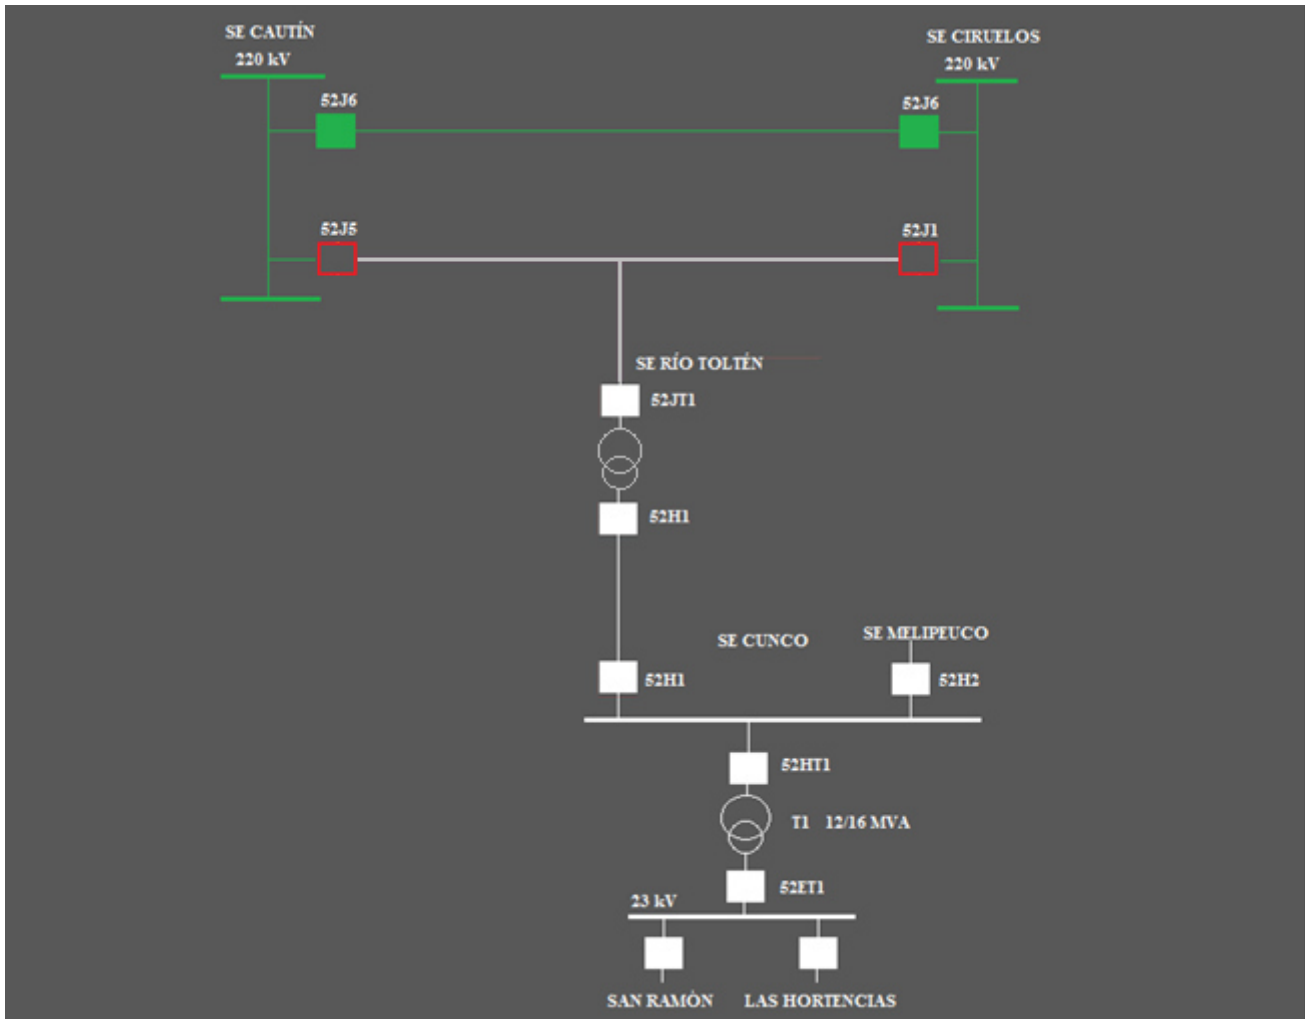 SE CAUTÍN
220 kV
SE CIRUELOS
220 kV
52J6
52J6
52J5
52J1
SE RÍO TOLTÉN
52JT1
52H1
SE CUNCO
SE MELIPEUCO
52H1
52H2
52HT1
T1 12/16 MVA
52ET1
23 kV
SAN RAMÒN
LAS HORTENCIAS